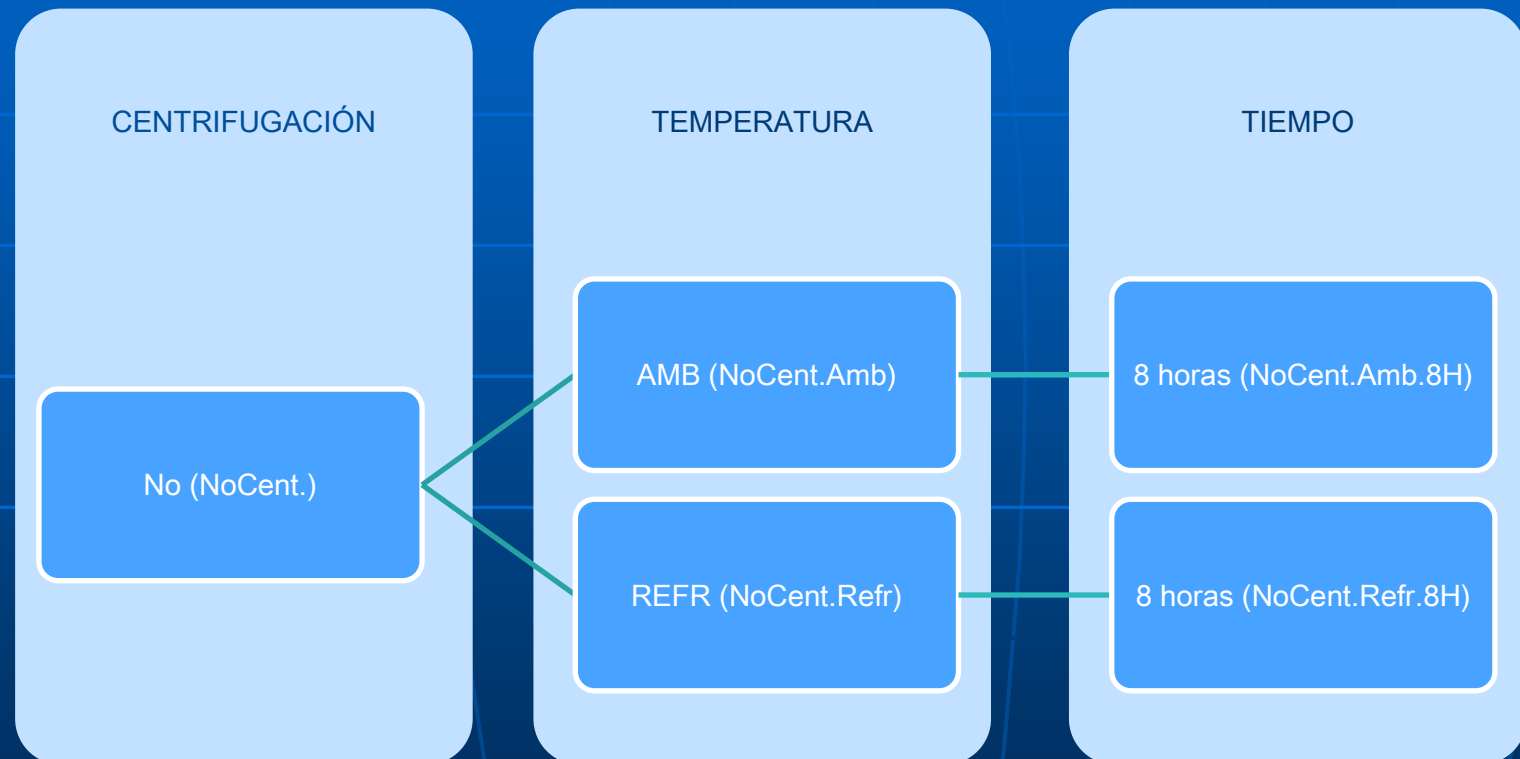 CENTRIFUGACIÓN
TEMPERATURA
TIEMPO
No (NoCent.)
AMB (NoCent.Amb)
8 horas (NoCent.Amb.8H)
REFR (NoCent.Refr)
8 horas (NoCent.Refr.8H)